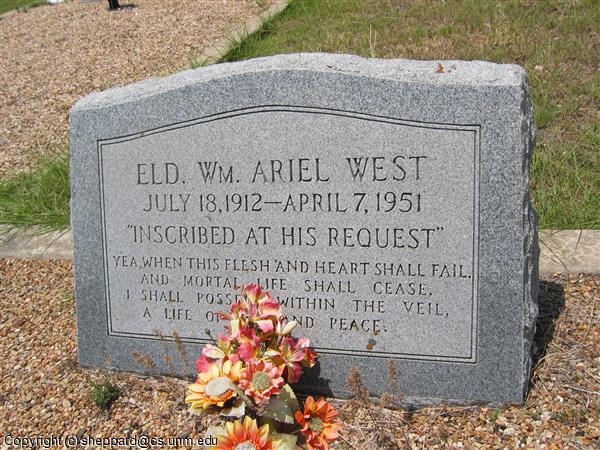 ELD. WM. ARIEL WEST
JULY 18, 1912—APRIL 7, 1951
"INSCRIBED AT HIS REQUEST"
YEA, WHEN THIS FLESH AND HEART SHALL FAIL,
AND MORTAL LIFE SHALL CEASE,
I SHALL POSSESS WITHIN THE VEIL,
A LIFE OF AND PEACE.
Copyright (c) sheppard@cs.unm.edu